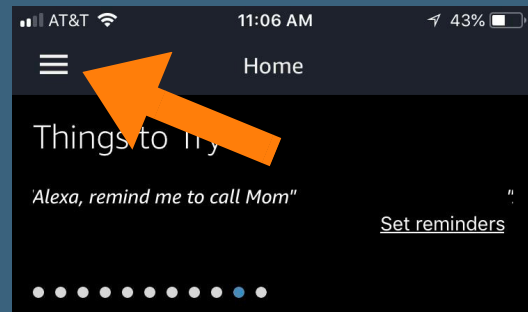 AT&T 11:06 AM 43%
Home
Things to Try
'Alexa, remind me to call Mom" "
Set reminders